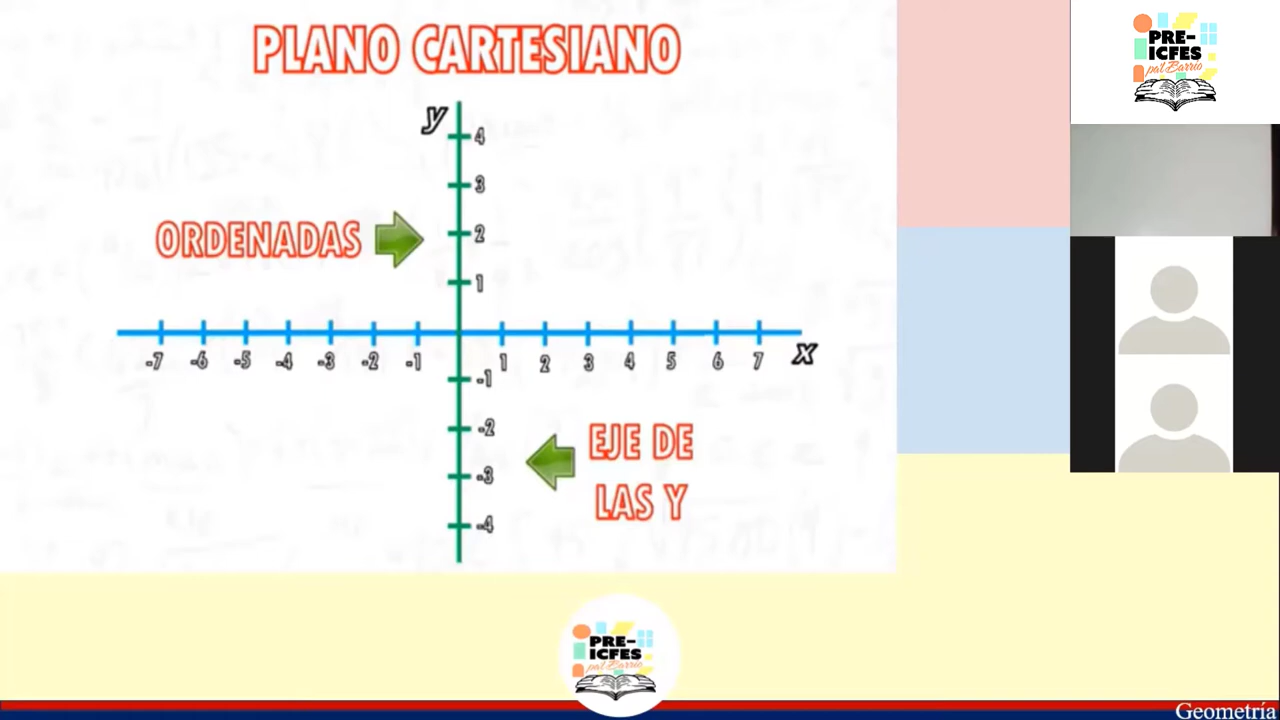 PLANO CARTESIANO
y
4
3
ORDENADAS
2
1
-7 -6 -5 -4 -3 -2 -1 1 2 3 4 5 6 7
x
-1
-2
EJE DE
-3
LAS Y
-4
PRE-
ICFES
pal Barrio
PRE-
ICFES
pal Barrio
Geometría